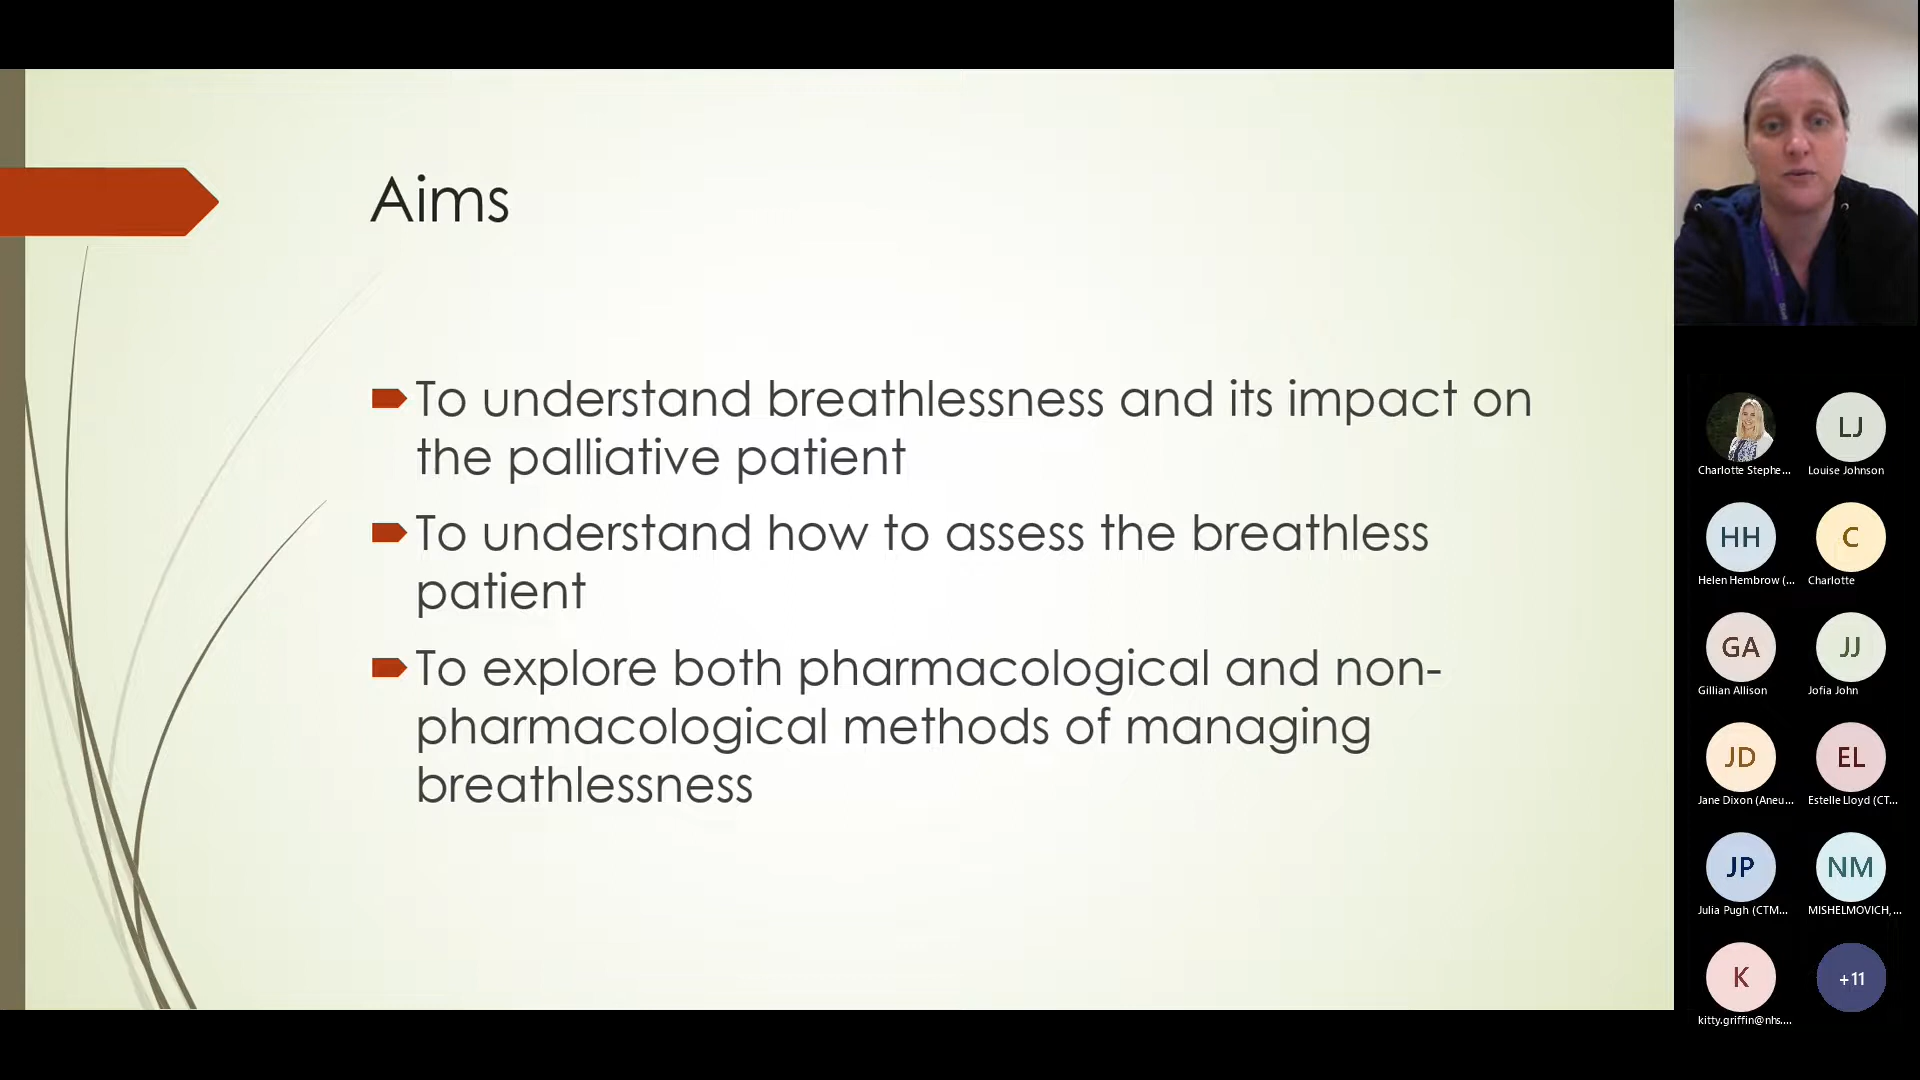 Aims
To understand breathlessness and its impact on
the palliative patient
To understand how to assess the breathless
patient
To explore both pharmacological and non-
pharmacological methods of managing
breathlessness
Charlotte Stephe...
LJ
Louise Johnson
HH
Helen Hembrow (...
C
Charlotte
GA
Gillian Allison
JJ
Jofia John
JD
Jane Dixon (Aneu...
EL
Estelle Lloyd (CT...
JP
Julia Pugh (CTM...
NM
MISHELMOVICH,...
K
kitty.griffin@nhs....
+11